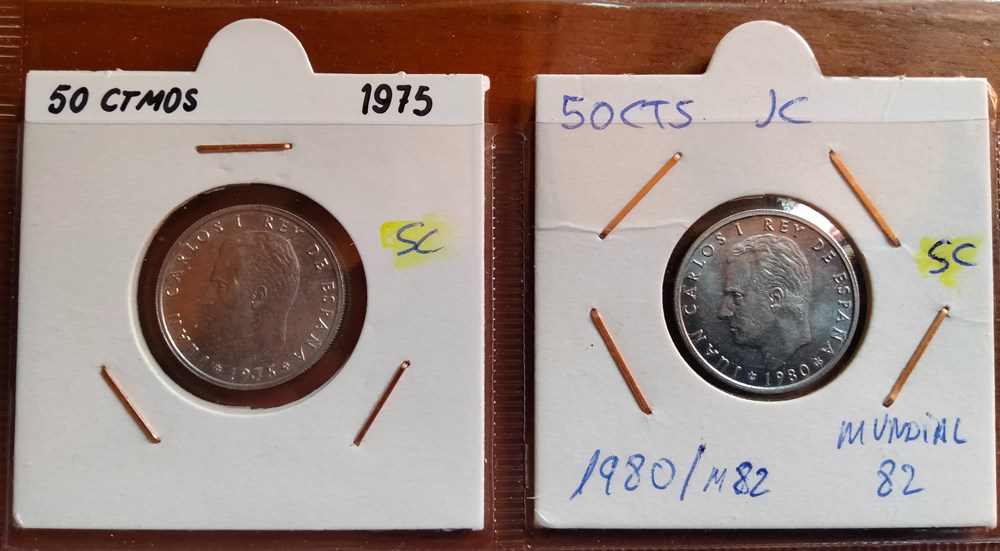 50 CTMOS 1975
SC
JUAN CARLOS I REY DE ESPAÑA
*1975*
50CTS. JC
SC
JUAN CARLOS I REY DE ESPAÑA
*1980*
MUNDIAL
82
1980/M82